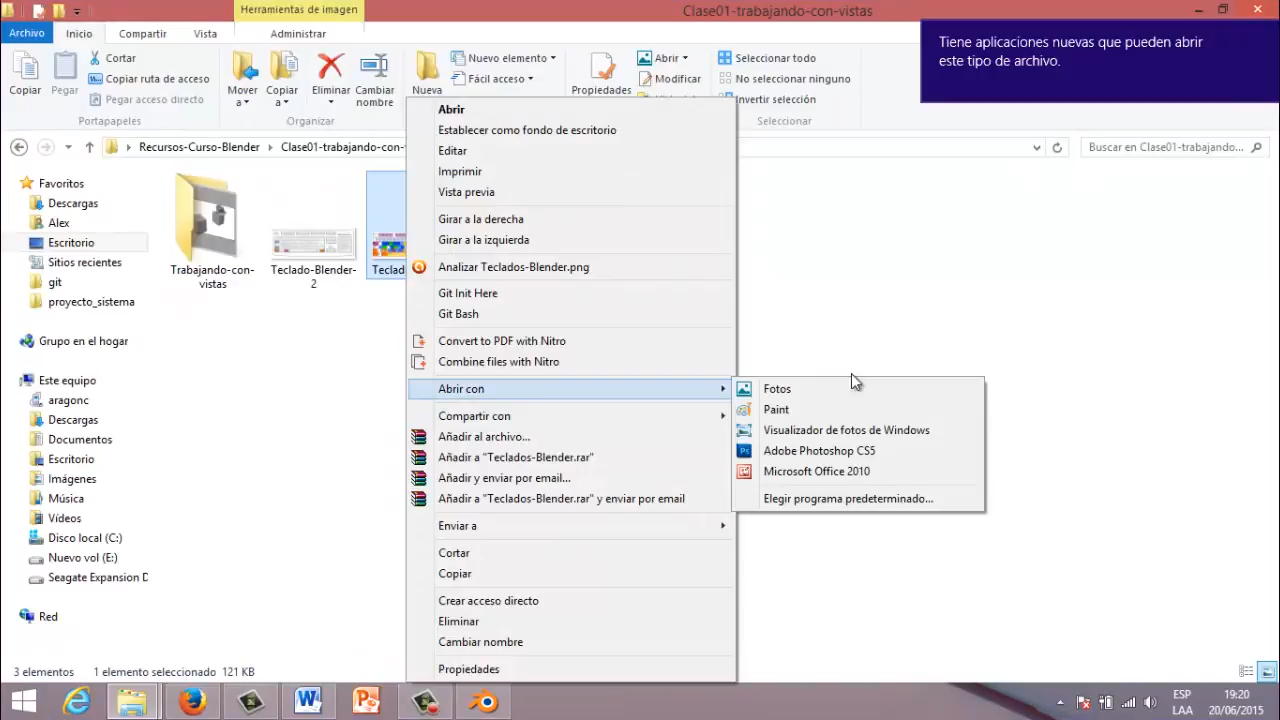 Herramientas de imagen
Clase01-trabajando-con-vistas
Archivo
Inicio
Compartir
Vista
Administrar
Tiene aplicaciones nuevas que pueden abrir
este tipo de archivo.
Copiar
Pegar
Cortar
Copiar ruta de acceso
Pegar acceso directo
Portapapeles
Mover
a
Copiar
a
Eliminar
Cambiar
nombre
Organizar
Nueva
Nuevo elemento
Fácil acceso
Propiedades
Abrir
Modificar
Seleccionar todo
No seleccionar ninguno
Invertir selección
Seleccionar
Recursos-Curso-Blender
Clase01-trabajando-con-v
Buscar en Clase01-trabajando...
Favoritos
Descargas
Alex
Escritorio
Sitios recientes
git
proyecto_sistema
Grupo en el hogar
Este equipo
aragonc
Descargas
Documentos
Escritorio
Imágenes
Música
Vídeos
Disco local (C:)
Nuevo vol (E:)
Seagate Expansion D
Red
Trabajando-con-
vistas
Teclado-Blender-
2
Teclad
Abrir
Establecer como fondo de escritorio
Editar
Imprimir
Vista previa
Girar a la derecha
Girar a la izquierda
Analizar Teclados-Blender.png
Git Init Here
Git Bash
Convert to PDF with Nitro
Combine files with Nitro
Abrir con
Compartir con
Añadir al archivo...
Añadir a "Teclados-Blender.rar"
Añadir y enviar por email...
Añadir a "Teclados-Blender.rar" y enviar por email
Enviar a
Cortar
Copiar
Crear acceso directo
Eliminar
Cambiar nombre
Propiedades
Fotos
Paint
Visualizador de fotos de Windows
Adobe Photoshop CS5
Microsoft Office 2010
Elegir programa predeterminado...
3 elementos
1 elemento seleccionado 121 KB
ESP
LAA
19:20
20/06/2015